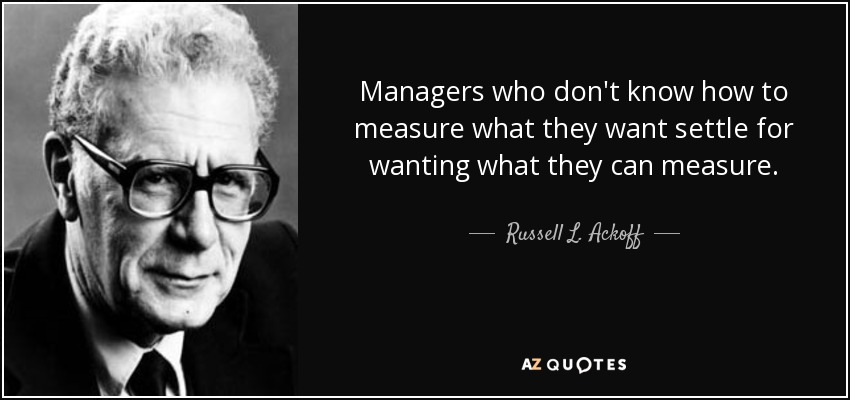 Managers who don't know how to
measure what they want settle for
wanting what they can measure.
Russell L. Ackoff
AZ QUOTES